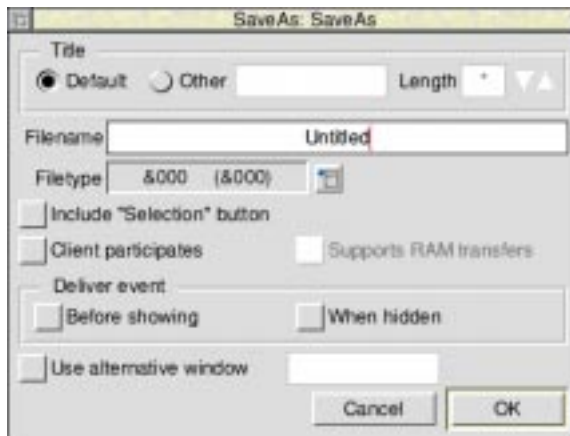 SaveAs: SaveAs
Title
Default Other Length *
Filename Untitled
Filetype &000 (&000)
Include "Selection" button
Client participates Supports RAM transfers
Deliver event
Before showing When hidden
Use alternative window
Cancel OK